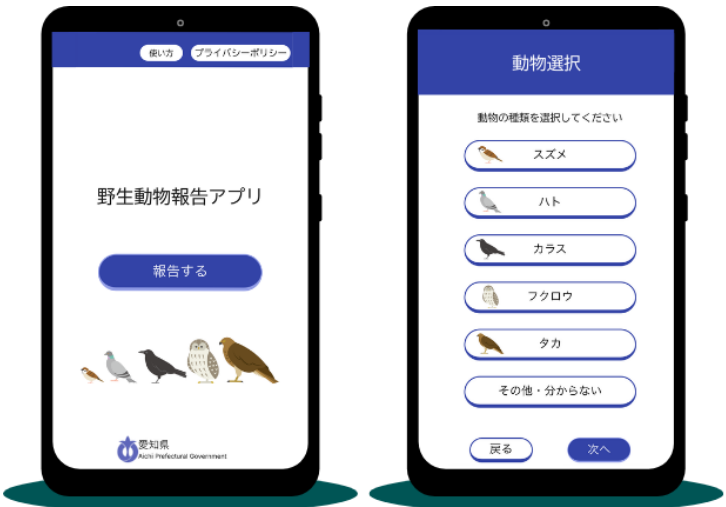 使い方
プライバシーポリシー
野生動物報告アプリ
報告する
愛知県
Aichi Prefectural Government
動物選択
動物の種類を選択してください
スズメ
ハト
カラス
フクロウ
タカ
その他・分からない
戻る
次へ